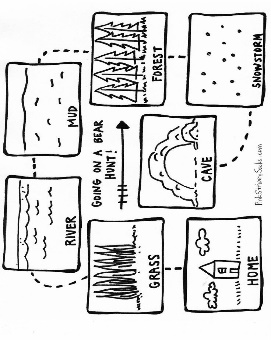 GOING ON A BEAR
HUNT!
HOME
GRASS
RIVER
MUD
FOREST
SNOWSTORM
CAVE